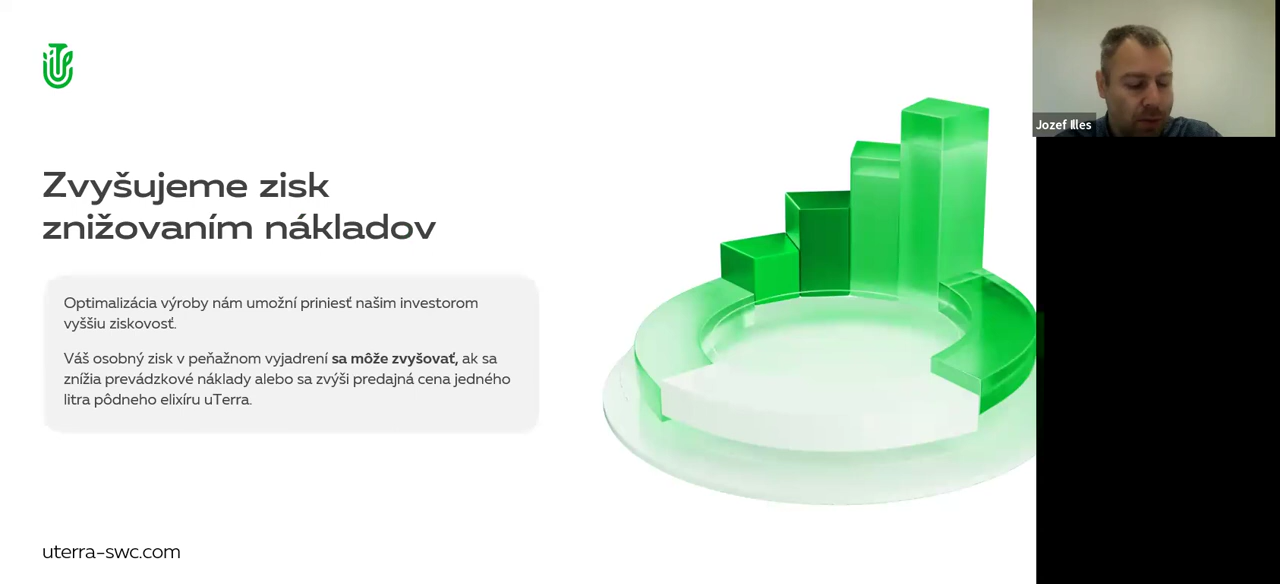 Zvyšujeme zisk
znižovaním nákladov
Optimalizácia výroby nám umožní priniesť našim investorom
vyššiu ziskovosť.
Váš osobný zisk v peňažnom vyjadrení sa môže zvyšovať, ak sa
znížia prevádzkové náklady alebo sa zvýši predajná cena jedného
litra pôdneho elixíru uTerra.
uterra-swc.com
Jozef Illes